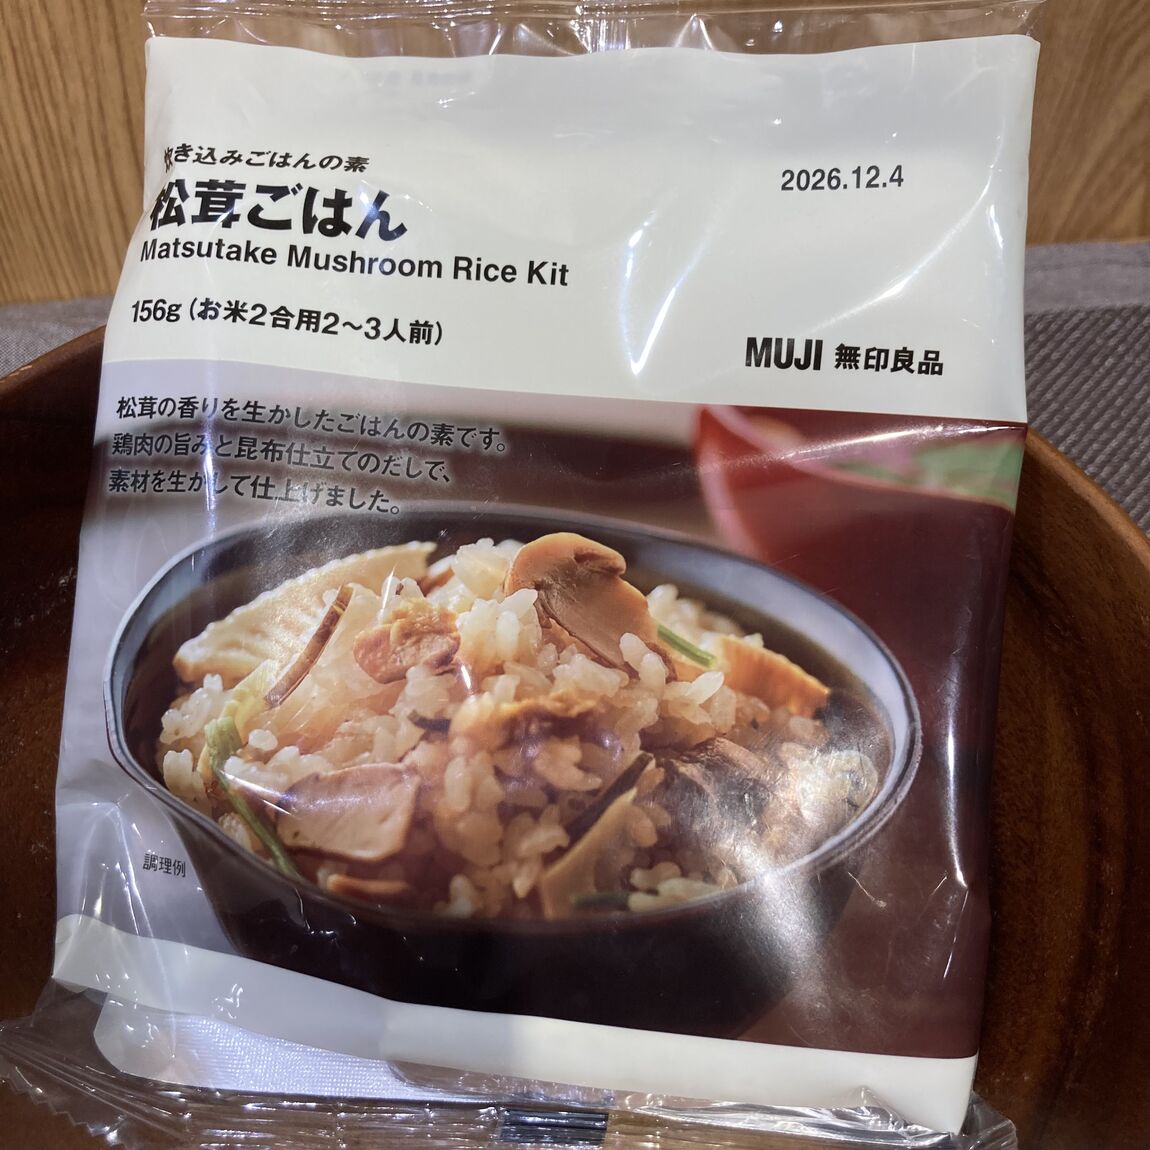 炊き込みごはんの素
松茸ごはん
Matsutake Mushroom Rice Kit
156g（お米2合用2〜3人前）
2026.12.4
MUJI 無印良品
松茸の香りを生かしたごはんの素です。
鶏肉の旨みと昆布仕立てのだしで、
素材を生かして仕上げました。
調理例